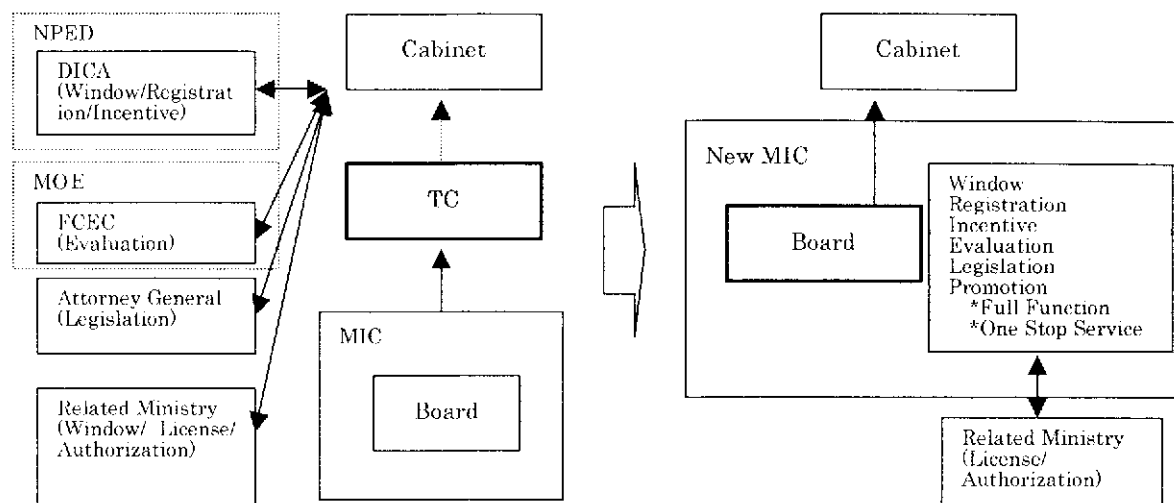 NPED
DICA
(Window/Registrat
ion/Incentive)
MOE
FCEC
(Evaluation)
Attorney General
(Legislation)
Related Ministry
(Window/ License/
Authorization)
Cabinet
TC
MIC
Board
Cabinet
New MIC
Board
Window
Registration
Incentive
Evaluation
Legislation
Promotion
*Full Function
*One Stop Service
Related Ministry
(License/
Authorization)